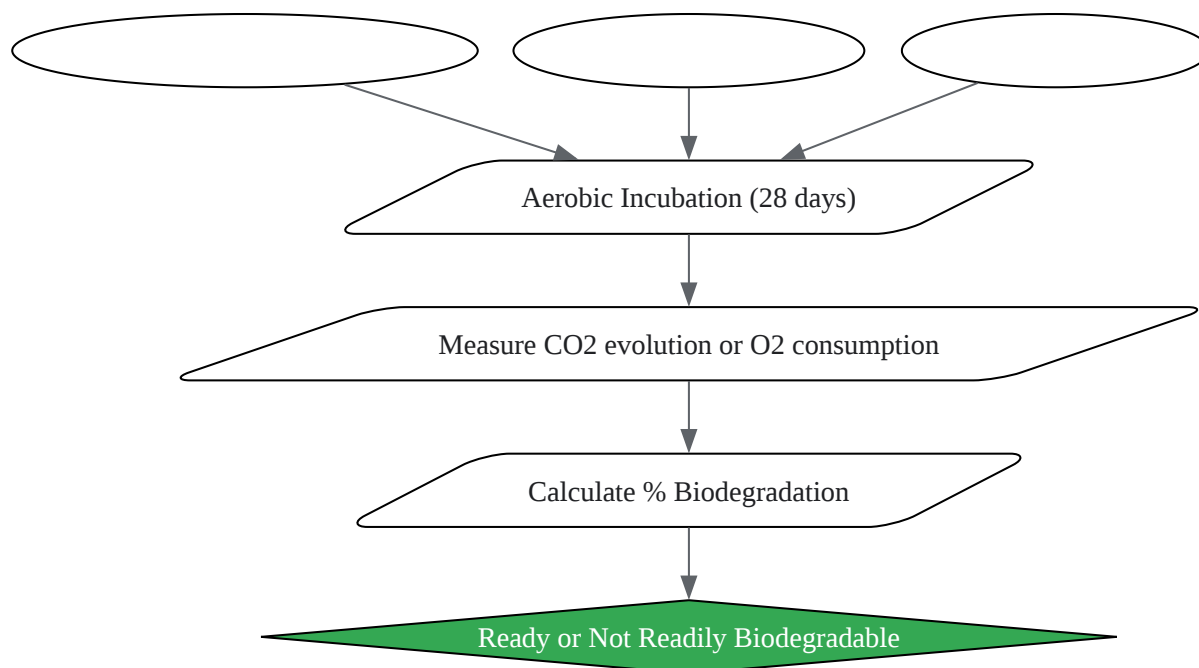 Aerobic Incubation (28 days)
Measure CO2 evolution or O2 consumption
Calculate % Biodegradation
Ready or Not Readily Biodegradable